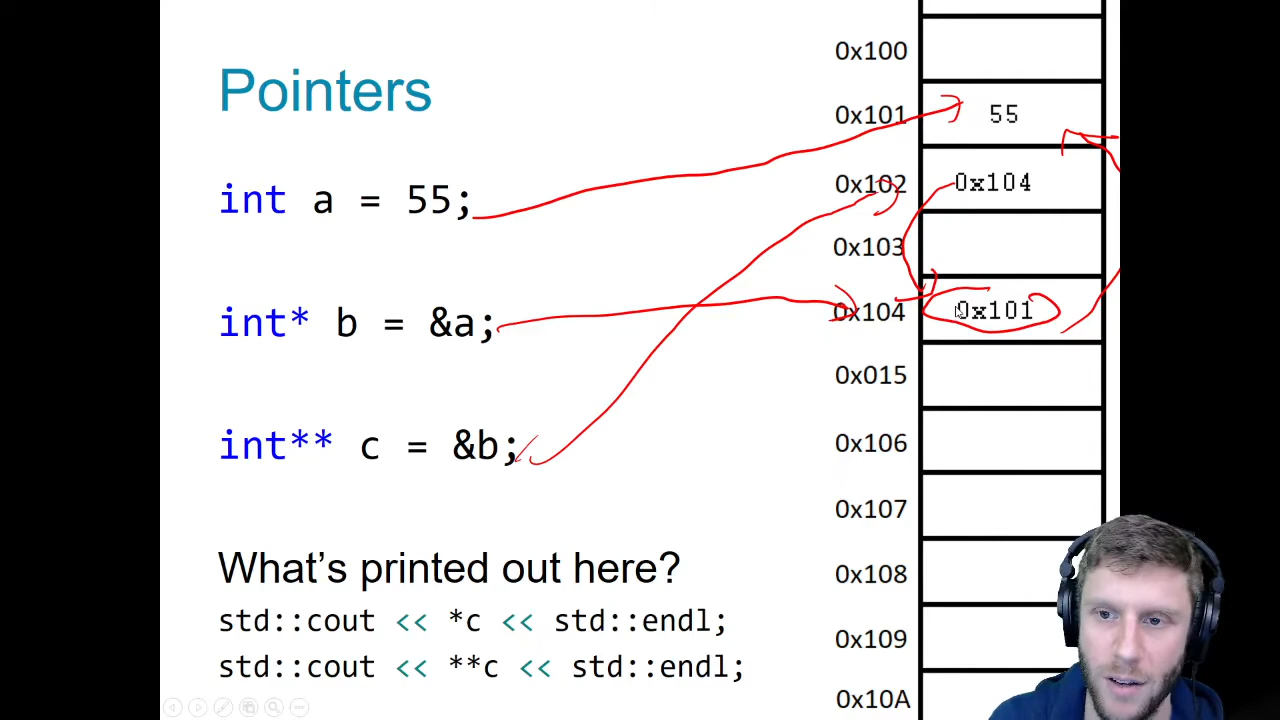 Pointers
int a = 55;
int* b = &a;
int** c = &b;
What's printed out here?
std::cout << *c << std::endl;
std::cout << **c << std::endl;
0x100
0x101 55
0x102 0x104
0x103
0x104 0x101
0x015
0x106
0x107
0x108
0x109
0x10A